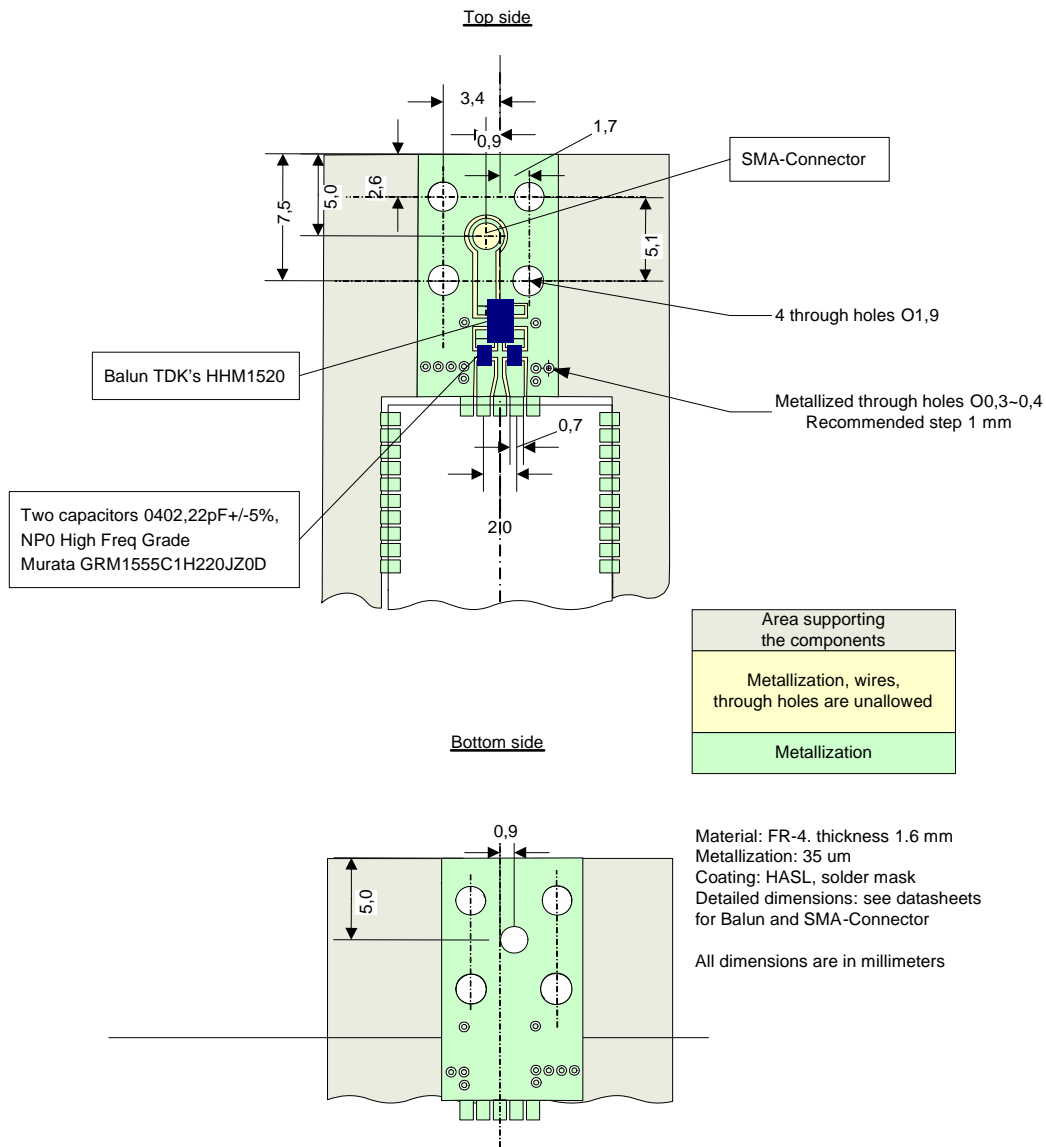 Top side
3,4
0,9
1,7
SMA-Connector
7,5
5,0
2,6
5,1
4 through holes O1,9
Balun TDK's HHM1520
Metallized through holes O0,3~0,4
Recommended step 1 mm
0,7
2,0
Two capacitors 0402,22pF+/-5%,
NP0 High Freq Grade
Murata GRM1555C1H220JZ0D
Area supporting
the components
Metallization, wires,
through holes are unallowed
Metallization
Bottom side
0,9
5,0
Material: FR-4. thickness 1.6 mm
Metallization: 35 um
Coating: HASL, solder mask
Detailed dimensions: see datasheets
for Balun and SMA-Connector
All dimensions are in millimeters